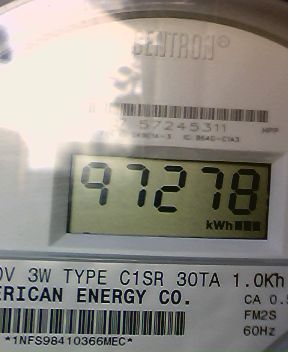 CENTRON®
57245311 HPP
97278
kWh
0V 3W TYPE C1SR 30TA 1.0Kh
ERICAN ENERGY CO. CA 0.5
FM2S
*1NFS98410366MEC* 60Hz